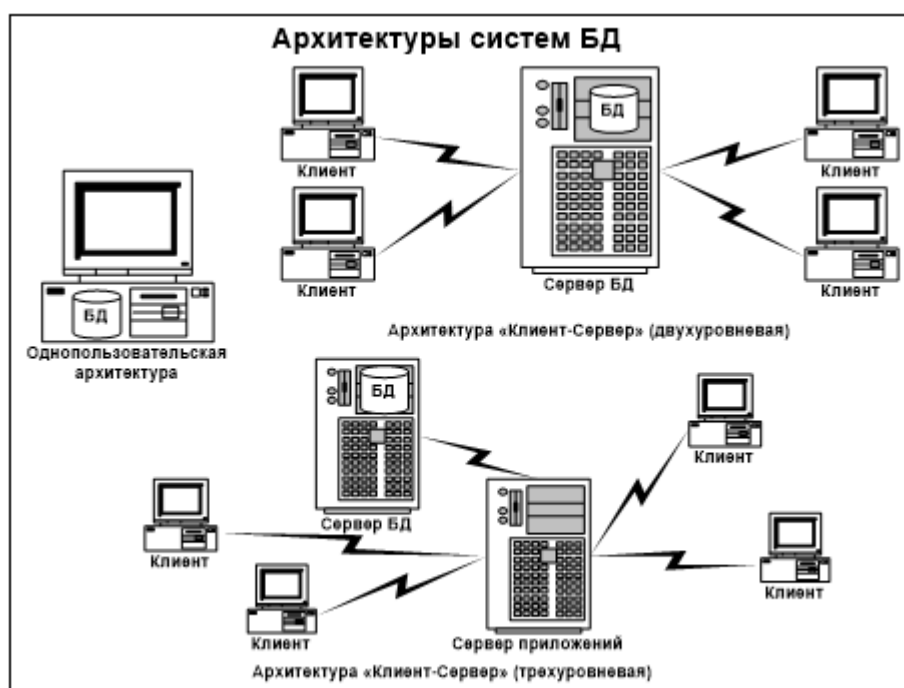 Архитектуры систем БД
БД
Клиент
Клиент
Клиент
Клиент
Сервер БД
БД
Архитектура «Клиент-Сервер» (двухуровневая)
Однопользовательская
архитектура
БД
Клиент
Сервер БД
Клиент
Клиент
Клиент
Сервер приложений
Архитектура «Клиент-Сервер» (трехуровневая)